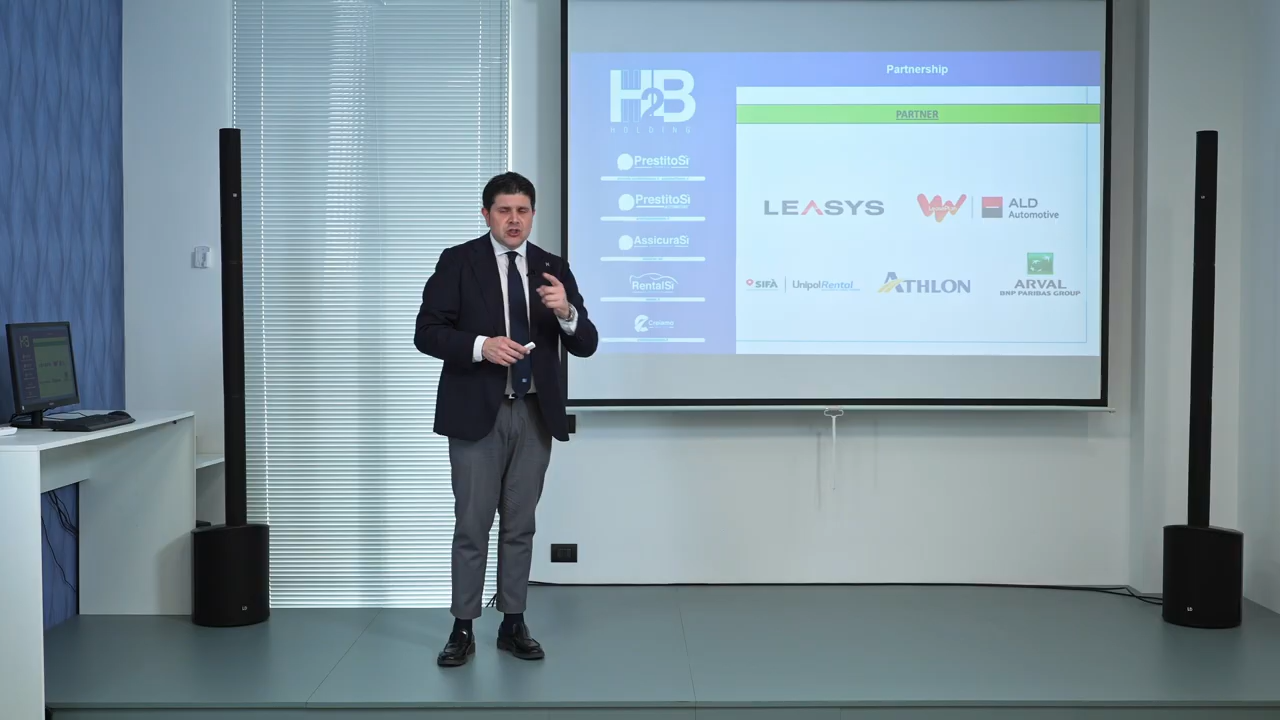 H2B
HOLDING
Partnership
PARTNER
PrestitoSì
PrestitoSì
AssicuraSì
RentalSì
LEASYS
ALD
Automotive
SIFÀ
UnipolRental
ATHLON
ARVAL
BNP PARIBAS GROUP